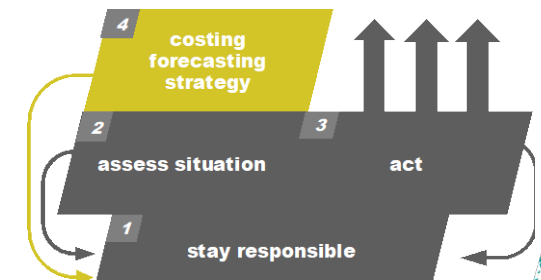 4
costing
forecasting
strategy
2
assess situation
3
act
1
stay responsible